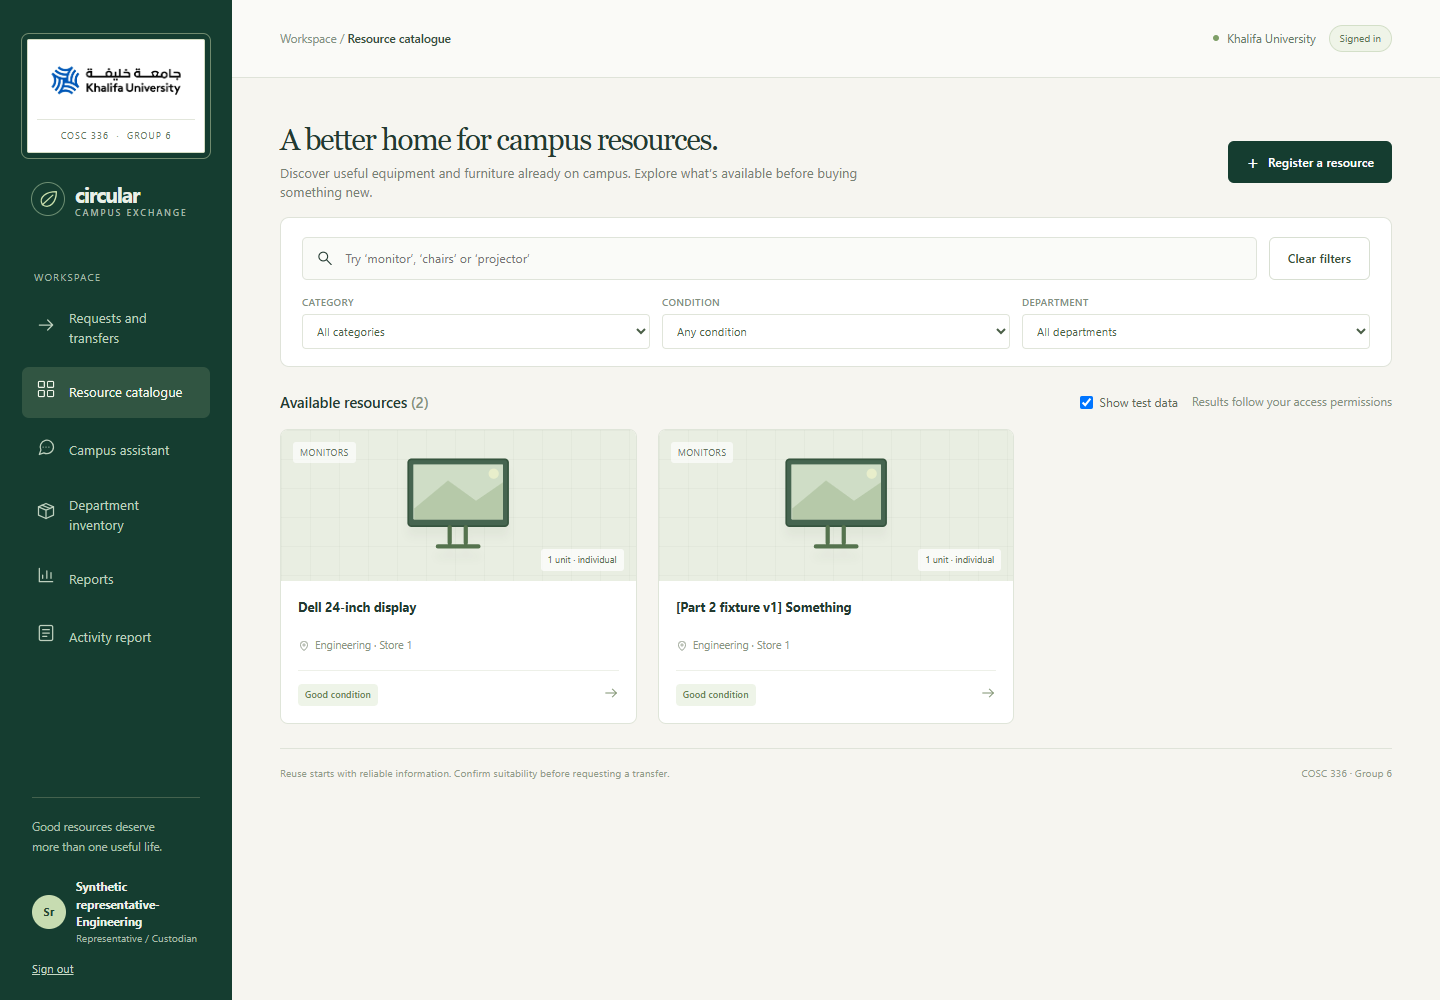 جامعة خليفة
Khalifa University
COSC 336 · GROUP 6
circular
CAMPUS EXCHANGE
WORKSPACE
Requests and
transfers
Resource catalogue
Campus assistant
Department
inventory
Reports
Activity report
Good resources deserve
more than one useful life.
Sr
Synthetic
representative-
Engineering
Representative / Custodian
Sign out
Workspace / Resource catalogue
Khalifa University
Signed in
A better home for campus resources.
Discover useful equipment and furniture already on campus. Explore what's available before buying
something new.
+ Register a resource
Try ‘monitor’, ‘chairs’ or ‘projector’
Clear filters
CATEGORY
CONDITION
DEPARTMENT
All categories
Any condition
All departments
Available resources (2)
Show test data
Results follow your access permissions
MONITORS
1 unit · individual
Dell 24-inch display
Engineering · Store 1
Good condition
MONITORS
1 unit · individual
[Part 2 fixture v1] Something
Engineering · Store 1
Good condition
Reuse starts with reliable information. Confirm suitability before requesting a transfer.
COSC 336 · Group 6